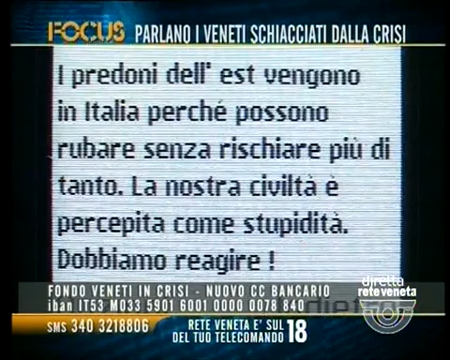 FOCUS PARLANO I VENETI SCHIACCIATI DALLA CRISI
I predoni dell' est vengono
in Italia perché possono
rubare senza rischiare più di
tanto. La nostra civiltà è
percepita come stupidità.
Dobbiamo reagire !
FONDO VENETI IN CRISI - NUOVO CC BANCARIO
iban IT53 M033 5901 6001 0000 0078 840
diretta
reteveneta
SMS 340 3218806
RETE VENETA E' SUL
DEL TUO TELECOMANDO 18